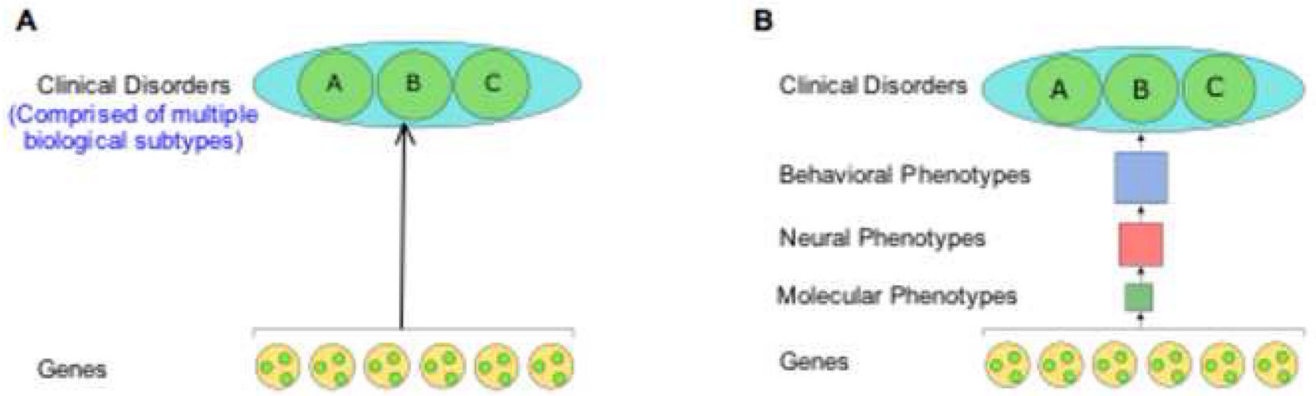 A
Clinical Disorders
(Comprised of multiple
biological subtypes)
A B C
Genes
B
Clinical Disorders
A B C
Behavioral Phenotypes
Neural Phenotypes
Molecular Phenotypes
Genes